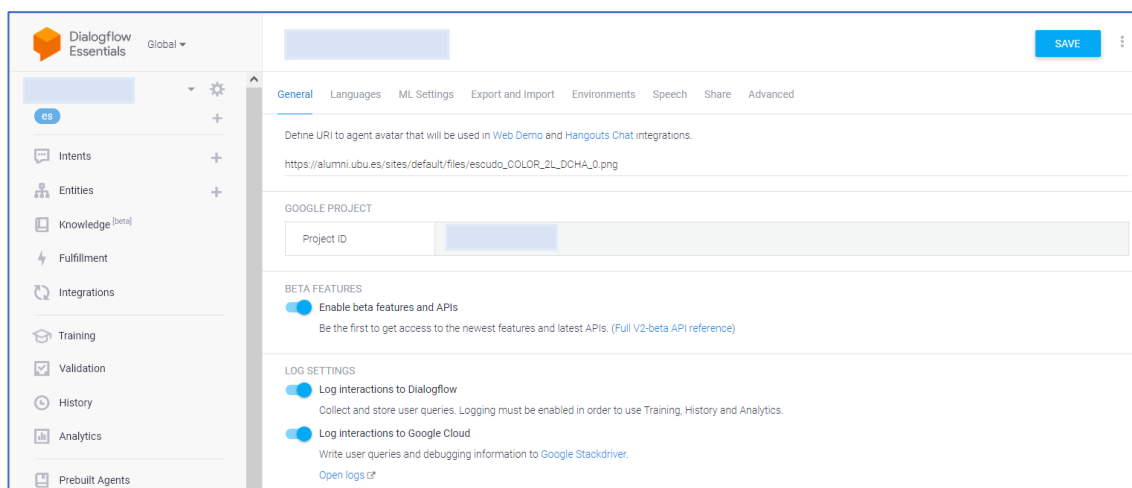 Dialogflow
Essentials
Global
SAVE
es
Intents
Entities
Knowledge [beta]
Fulfillment
Integrations
Training
Validation
History
Analytics
Prebuilt Agents
General Languages ML Settings Export and Import Environments Speech Share Advanced
Define URI to agent avatar that will be used in Web Demo and Hangouts Chat integrations.
https://alumni.ubu.es/sites/default/files/escudo_COLOR_2L_DCHA_0.png
GOOGLE PROJECT
Project ID
BETA FEATURES
Enable beta features and APIs
Be the first to get access to the newest features and latest APIs. (Full V2-beta API reference)
LOG SETTINGS
Log interactions to Dialogflow
Collect and store user queries. Logging must be enabled in order to use Training, History and Analytics.
Log interactions to Google Cloud
Write user queries and debugging information to Google Stackdriver.
Open logs